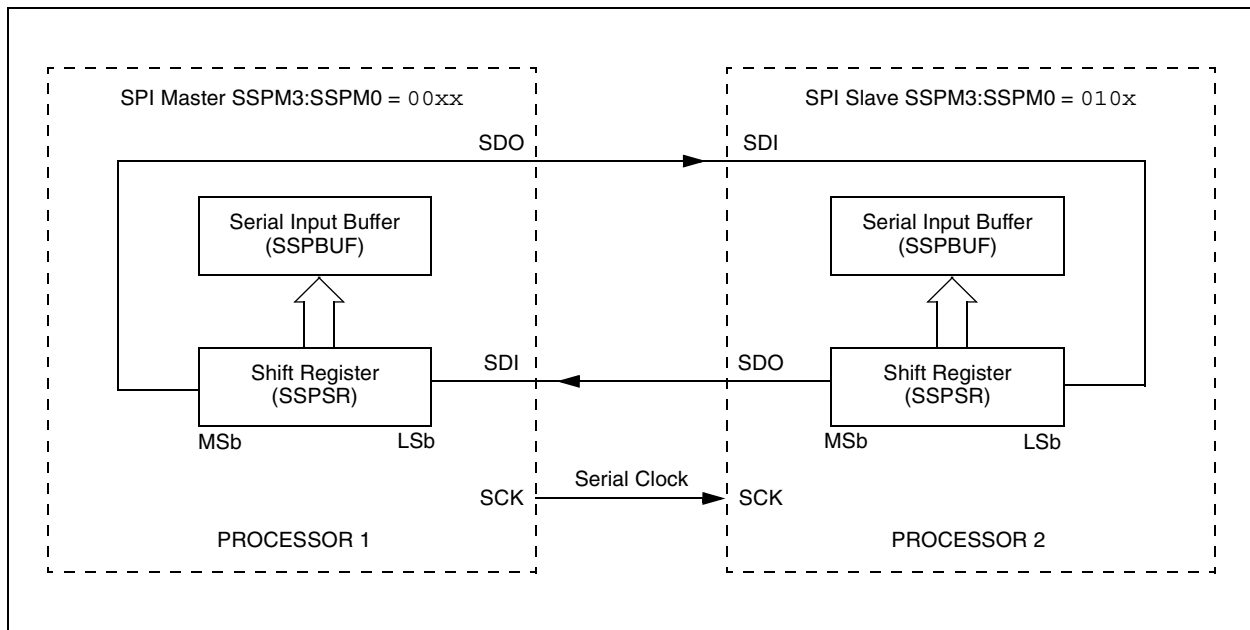 SPI Master SSPM3:SSPM0 = 00xx
SPI Slave SSPM3:SSPM0 = 010x
SDO
SDI
Serial Input Buffer
(SSPBUF)
Serial Input Buffer
(SSPBUF)
SDI
SDO
Shift Register
(SSPSR)
Shift Register
(SSPSR)
MSb
LSb
MSb
LSb
Serial Clock
SCK
SCK
PROCESSOR 1
PROCESSOR 2